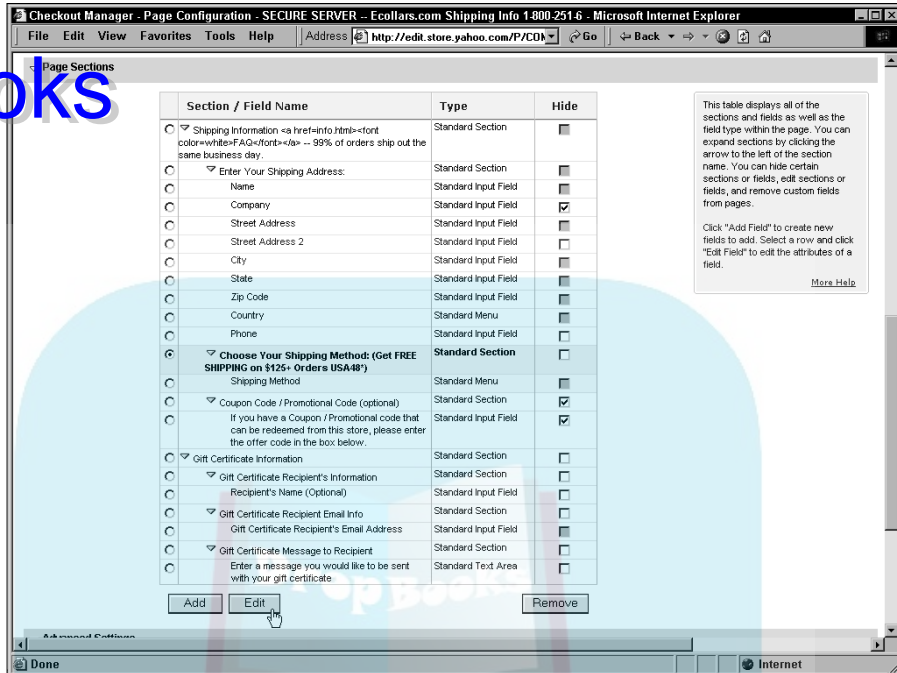 Checkout Manager - Page Configuration - SECURE SERVER -- Ecollars.com Shipping Info 1-800-251-6 - Microsoft Internet Explorer
File Edit View Favorites Tools Help Address http://edit.store.yahoo.com/P/CON Go Back
Page Sections
oks
Section / Field Name Type Hide
Shipping Information <a href=info.html><font Standard Section
color=white>FAQ</font></a> -- 99% of orders ship out the
same business day.
Enter Your Shipping Address: Standard Section
Name Standard Input Field
Company Standard Input Field
Street Address Standard Input Field
Street Address 2 Standard Input Field
City Standard Input Field
State Standard Input Field
Zip Code Standard Input Field
Country Standard Menu
Phone Standard Input Field
Choose Your Shipping Method: (Get FREE Standard Section
SHIPPING on $125+ Orders USA48*)
Shipping Method Standard Menu
Coupon Code / Promotional Code (optional) Standard Section
If you have a Coupon / Promotional code that Standard Input Field
can be redeemed from this store, please enter
the offer code in the box below.
Gift Certificate Information Standard Section
Gift Certificate Recipient's Information Standard Section
Recipient's Name (Optional) Standard Input Field
Gift Certificate Recipient Email Info Standard Section
Gift Certificate Recipient's Email Address Standard Input Field
Gift Certificate Message to Recipient Standard Section
Enter a message you would like to be sent Standard Text Area
with your gift certificate
This table displays all of the
sections and fields as well as the
field type within the page. You can
expand sections by clicking the
arrow to the left of the section
name. You can hide certain
sections or fields, edit sections or
fields, and remove custom fields
from pages.
Click "Add Field" to create new
fields to add. Select a row and click
"Edit Field" to edit the attributes of a
field.
More Help
Add Edit Remove
Prop Books
Advanced Settings
Done Internet